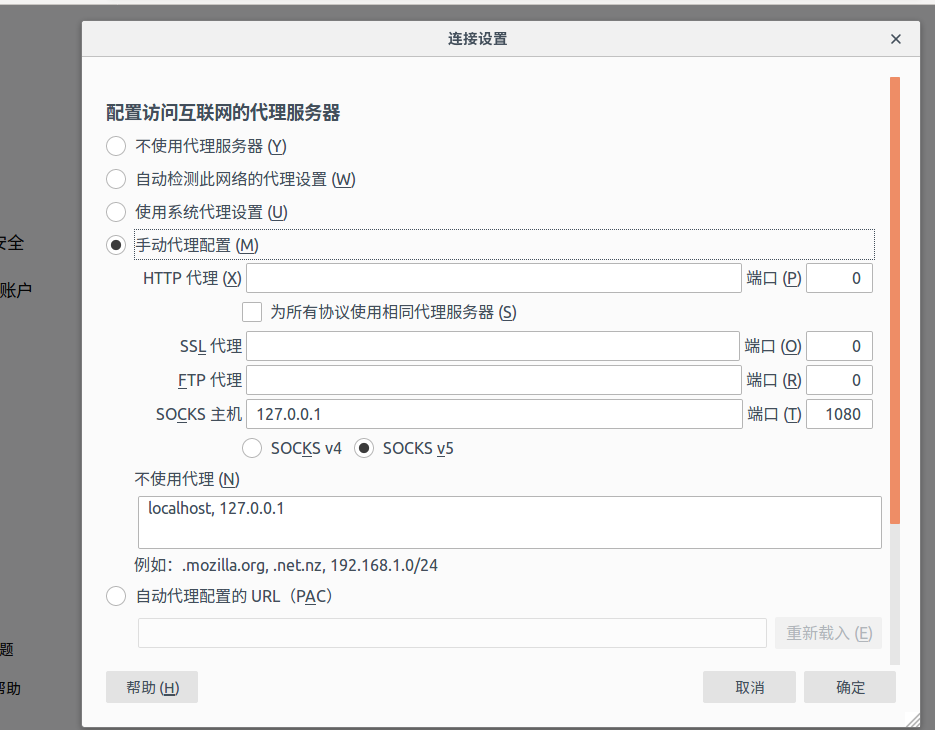 连接设置
配置访问互联网的代理服务器
不使用代理服务器 (Y)
自动检测此网络的代理设置 (W)
使用系统代理设置 (U)
手动代理配置 (M)
HTTP 代理 (X) 端口 (P) 0
为所有协议使用相同代理服务器 (S)
SSL 代理 端口 (O) 0
FTP 代理 端口 (R) 0
SOCKS 主机 127.0.0.1 端口 (T) 1080
SOCKS v4 SOCKS v5
不使用代理 (N)
localhost, 127.0.0.1
例如：.mozilla.org, .net.nz, 192.168.1.0/24
自动代理配置的 URL（PAC）
重新载入 (E)
帮助 (H) 取消 确定
安全
账户
题
帮助